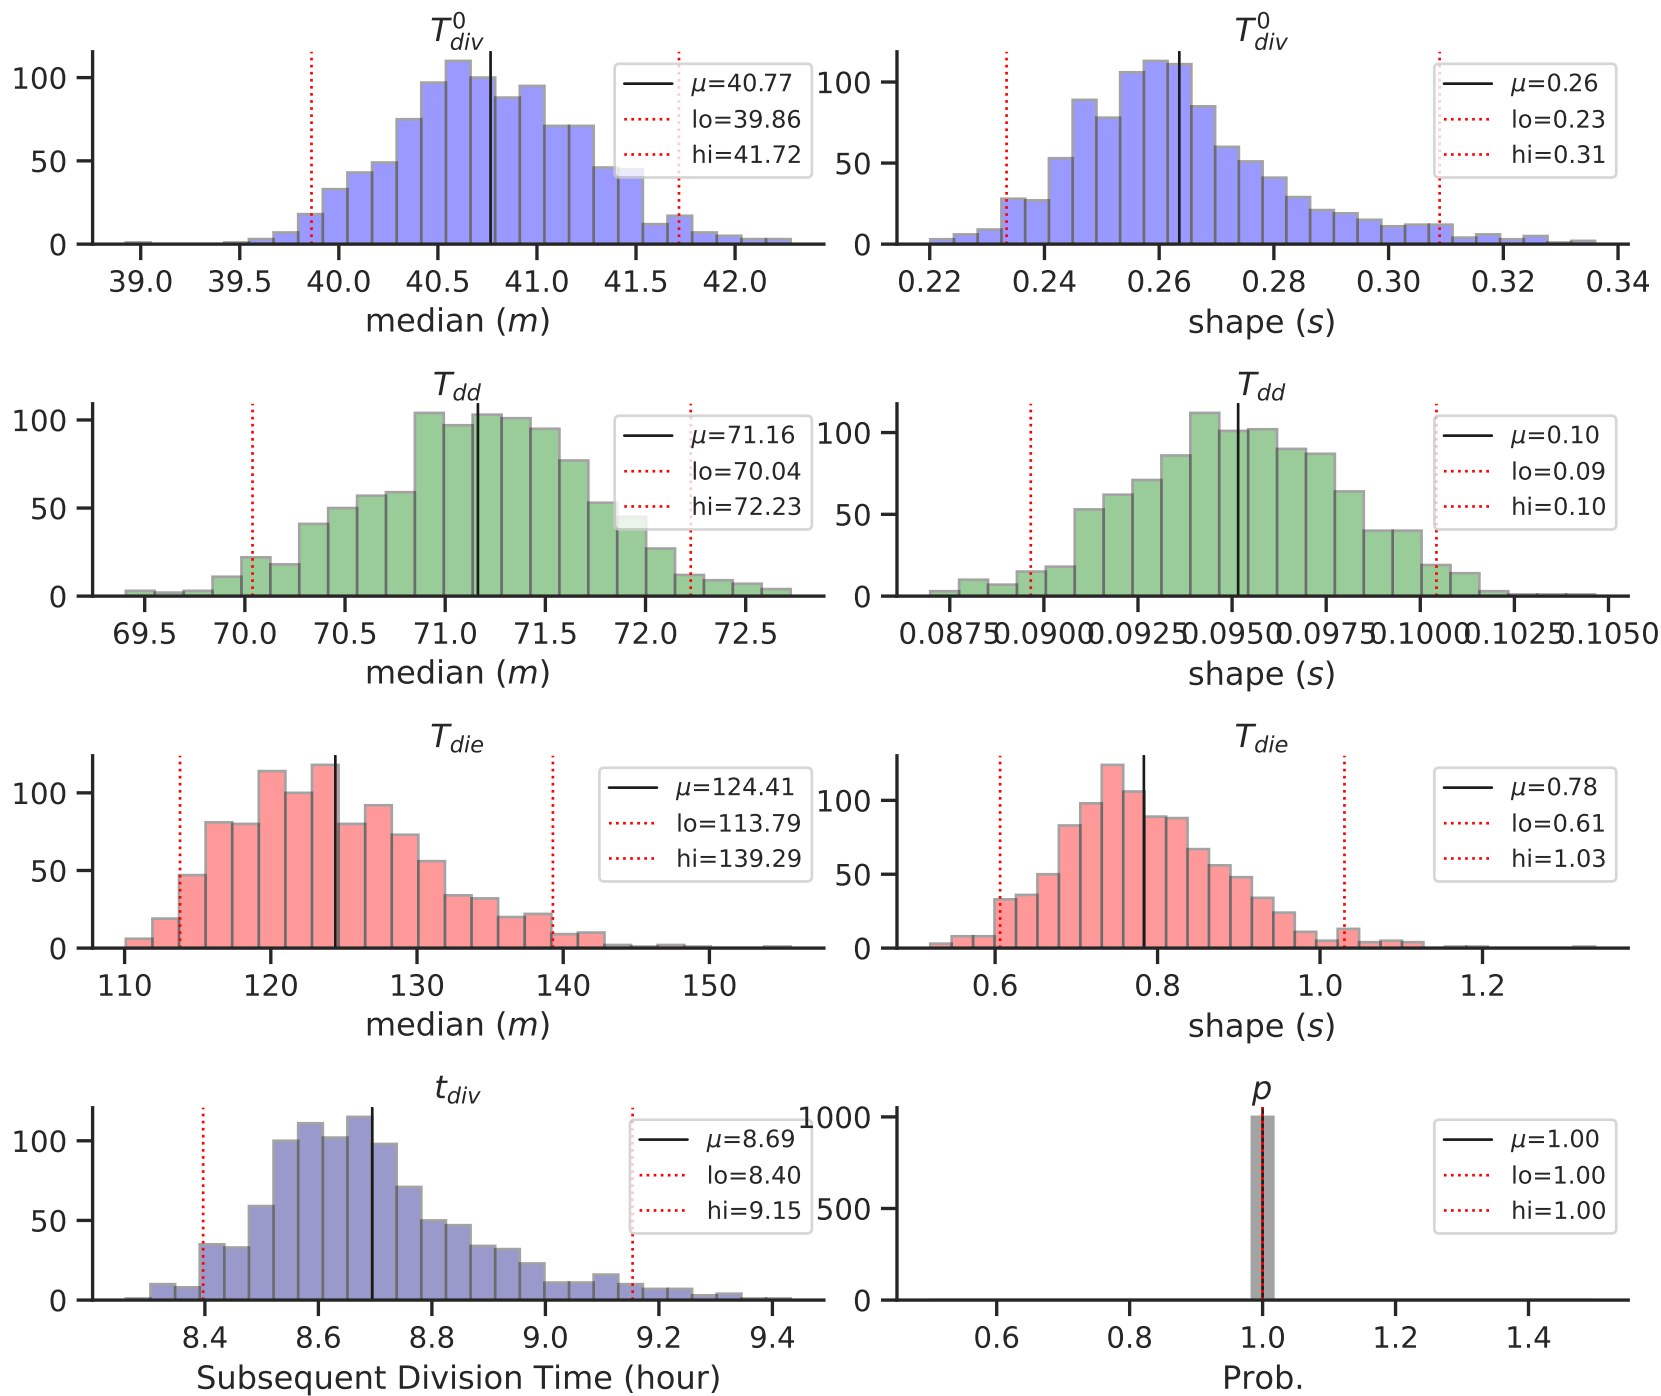 T⁰div
T⁰div
100
50
0
μ=40.77
lo=39.86
hi=41.72
39.0 39.5 40.0 40.5 41.0 41.5 42.0
median (m)
100
50
0
μ=0.26
lo=0.23
hi=0.31
0.22 0.24 0.26 0.28 0.30 0.32 0.34
shape (s)
Tdd
100
50
0
μ=71.16
lo=70.04
hi=72.23
69.5 70.0 70.5 71.0 71.5 72.0 72.5
median (m)
Tdd
100
50
0
μ=0.10
lo=0.09
hi=0.10
0.0875 0.0900 0.0925 0.0950 0.0975 0.1000 0.1025 0.1050
shape (s)
Tdie
100
50
0
μ=124.41
lo=113.79
hi=139.29
110 120 130 140 150
median (m)
Tdie
100
50
0
μ=0.78
lo=0.61
hi=1.03
0.6 0.8 1.0 1.2
shape (s)
tdiv
100
50
0
μ=8.69
lo=8.40
hi=9.15
8.4 8.6 8.8 9.0 9.2 9.4
Subsequent Division Time (hour)
p
1000
500
0
μ=1.00
lo=1.00
hi=1.00
0.6 0.8 1.0 1.2 1.4
Prob.